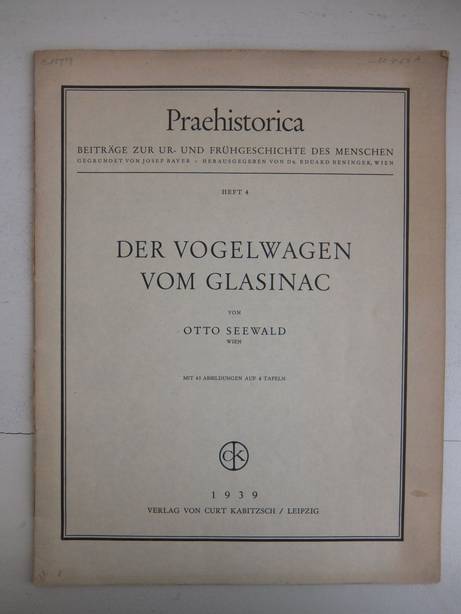 Praehistorica
BEITRÄGE ZUR UR- UND FRÜHGESCHICHTE DES MENSCHEN
GEGRÜNDET VON JOSEF BAYER – HERAUSGEGEBEN VON DR. EDUARD BENINGER, WIEN
HEFT 4
DER VOGELWAGEN
VOM GLASINAC
VON
OTTO SEEWALD
WIEN
MIT 43 ABBILDUNGEN AUF 4 TAFELN
CK
1939
VERLAG VON CURT KABITZSCH / LEIPZIG